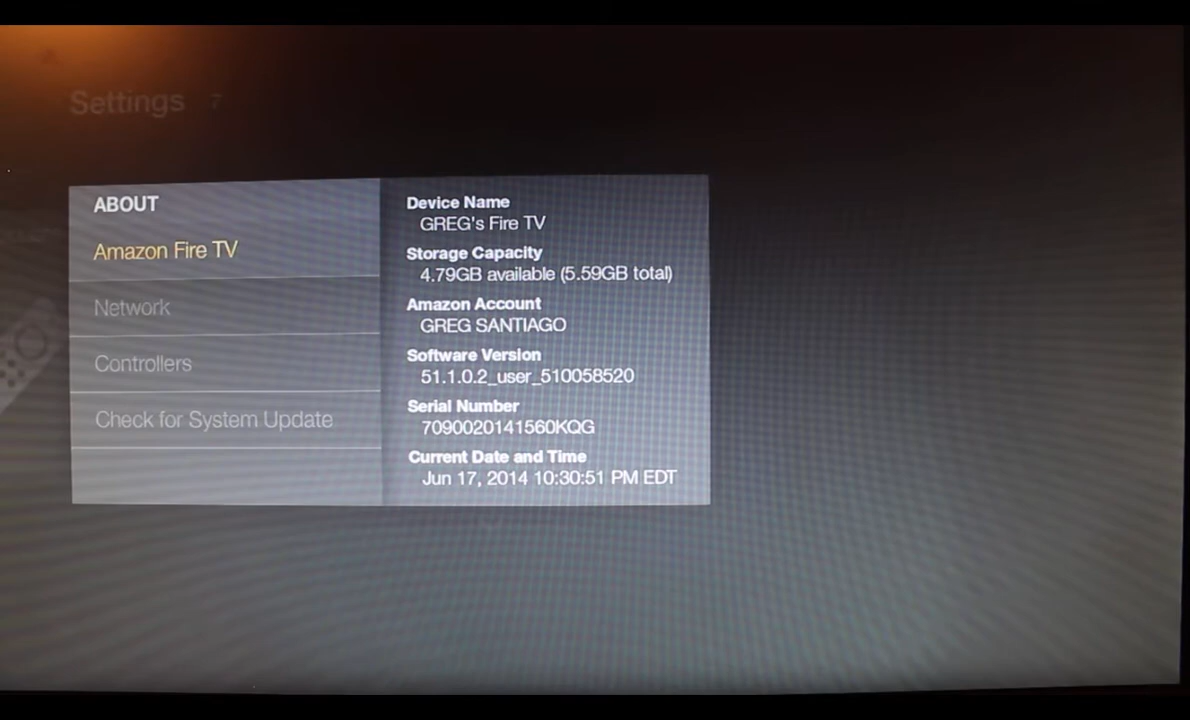 Settings
ABOUT
Amazon Fire TV
Network
Controllers
Check for System Update
Device Name
GREG's Fire TV
Storage Capacity
4.79GB available (5.59GB total)
Amazon Account
GREG SANTIAGO
Software Version
51.1.0.2_user_510058520
Serial Number
7090020141560KQG
Current Date and Time
Jun 17, 2014 10:30:51 PM EDT